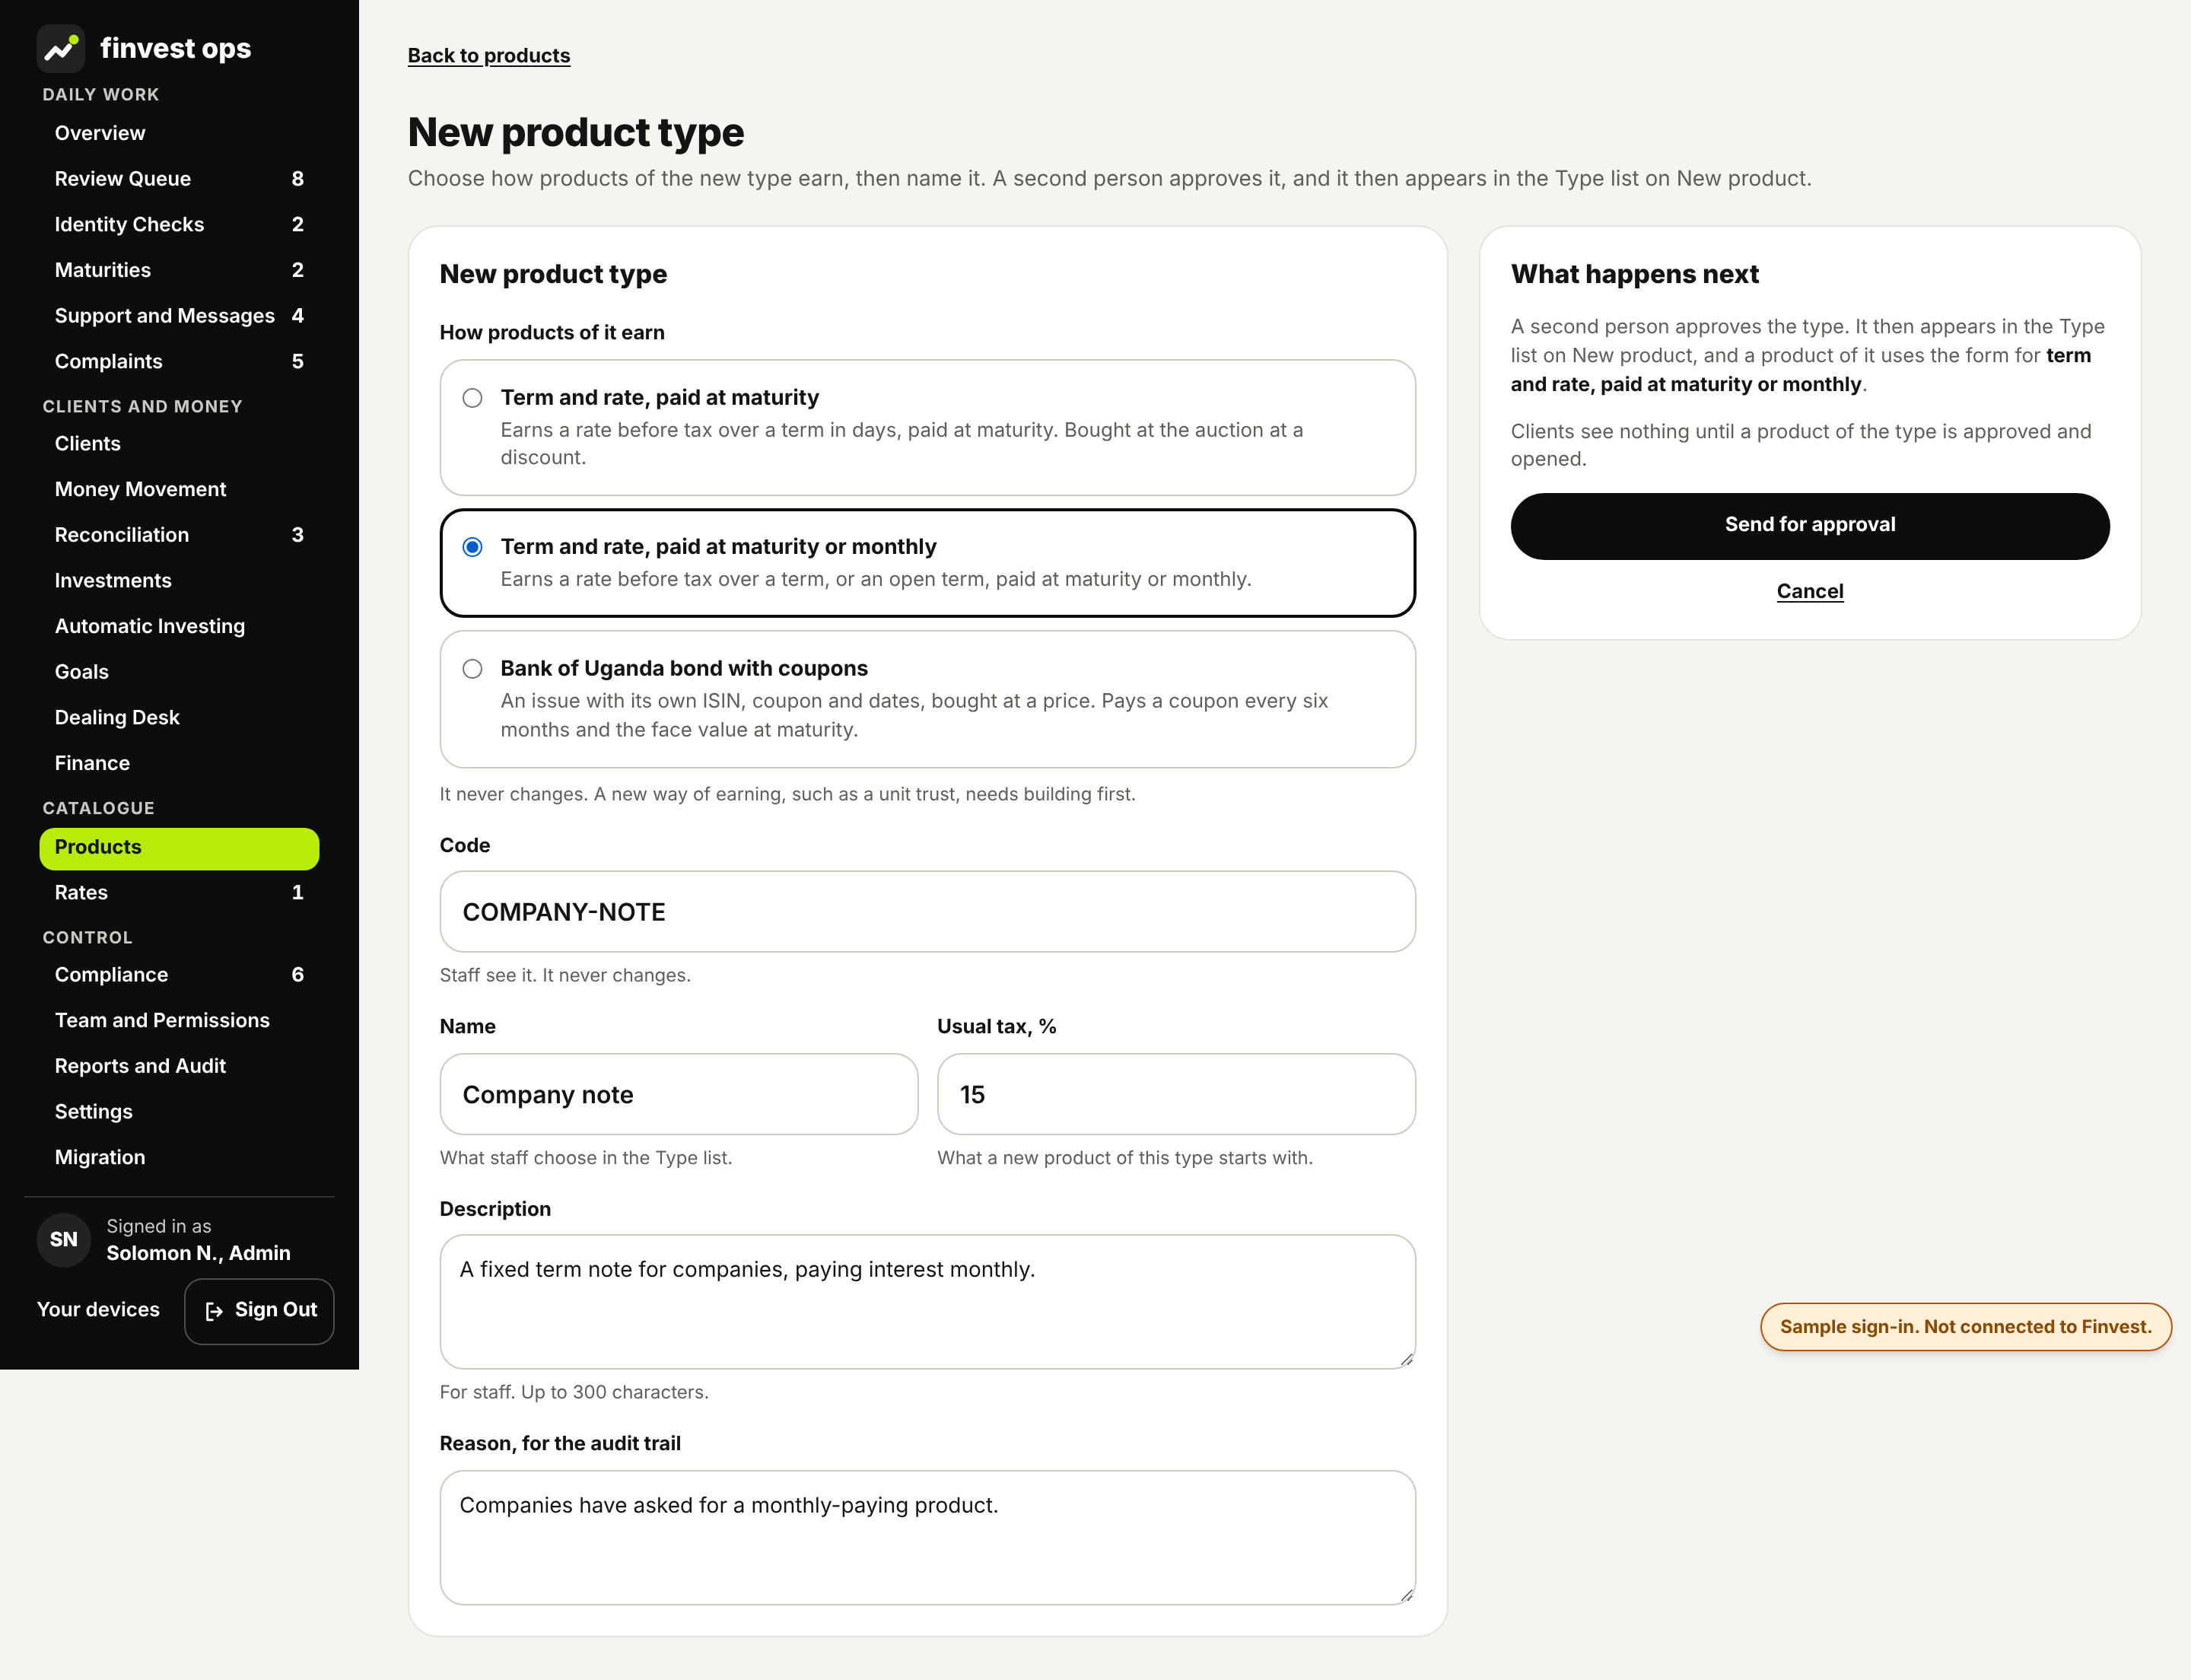 finvest ops
DAILY WORK
Overview
Review Queue 8
Identity Checks 2
Maturities 2
Support and Messages 4
Complaints 5
CLIENTS AND MONEY
Clients
Money Movement
Reconciliation 3
Investments
Automatic Investing
Goals
Dealing Desk
Finance
CATALOGUE
Products
Rates 1
CONTROL
Compliance 6
Team and Permissions
Reports and Audit
Settings
Migration
SN
Signed in as
Solomon N., Admin
Your devices
Sign Out
Back to products
New product type
Choose how products of the new type earn, then name it. A second person approves it, and it then appears in the Type list on New product.
New product type
How products of it earn
Term and rate, paid at maturity
Earns a rate before tax over a term in days, paid at maturity. Bought at the auction at a
discount.
Term and rate, paid at maturity or monthly
Earns a rate before tax over a term, or an open term, paid at maturity or monthly.
Bank of Uganda bond with coupons
An issue with its own ISIN, coupon and dates, bought at a price. Pays a coupon every six
months and the face value at maturity.
It never changes. A new way of earning, such as a unit trust, needs building first.
Code
COMPANY-NOTE
Staff see it. It never changes.
Name
Company note
What staff choose in the Type list.
Usual tax, %
15
What a new product of this type starts with.
Description
A fixed term note for companies, paying interest monthly.
For staff. Up to 300 characters.
Reason, for the audit trail
Companies have asked for a monthly-paying product.
What happens next
A second person approves the type. It then appears in the Type
list on New product, and a product of it uses the form for term
and rate, paid at maturity or monthly.
Clients see nothing until a product of the type is approved and
opened.
Send for approval
Cancel
Sample sign-in. Not connected to Finvest.